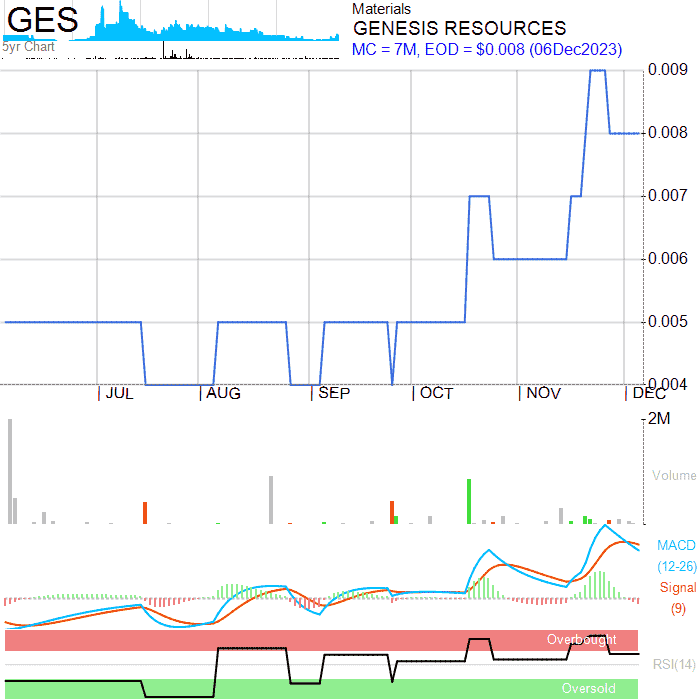 GES
5yr Chart
Materials
GENESIS RESOURCES
MC = 7M, EOD = $0.008 (06Dec2023)
0.009
0.008
0.007
0.006
0.005
0.004
JUL AUG SEP OCT NOV DEC
2M
Volume
MACD
(12-26)
Signal
(9)
Overbought
RSI(14)
Oversold